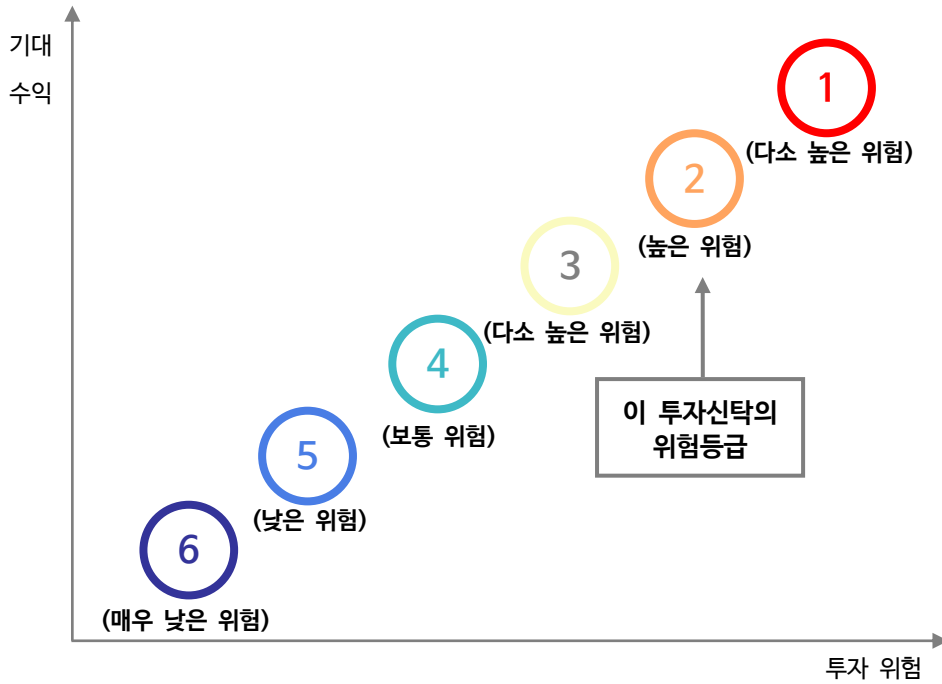 기대
수익
1
(다소 높은 위험)
2
(높은 위험)
3
(다소 높은 위험)
4
(보통 위험)
이 투자신탁의
위험등급
5
(낮은 위험)
6
(매우 낮은 위험)
투자 위험